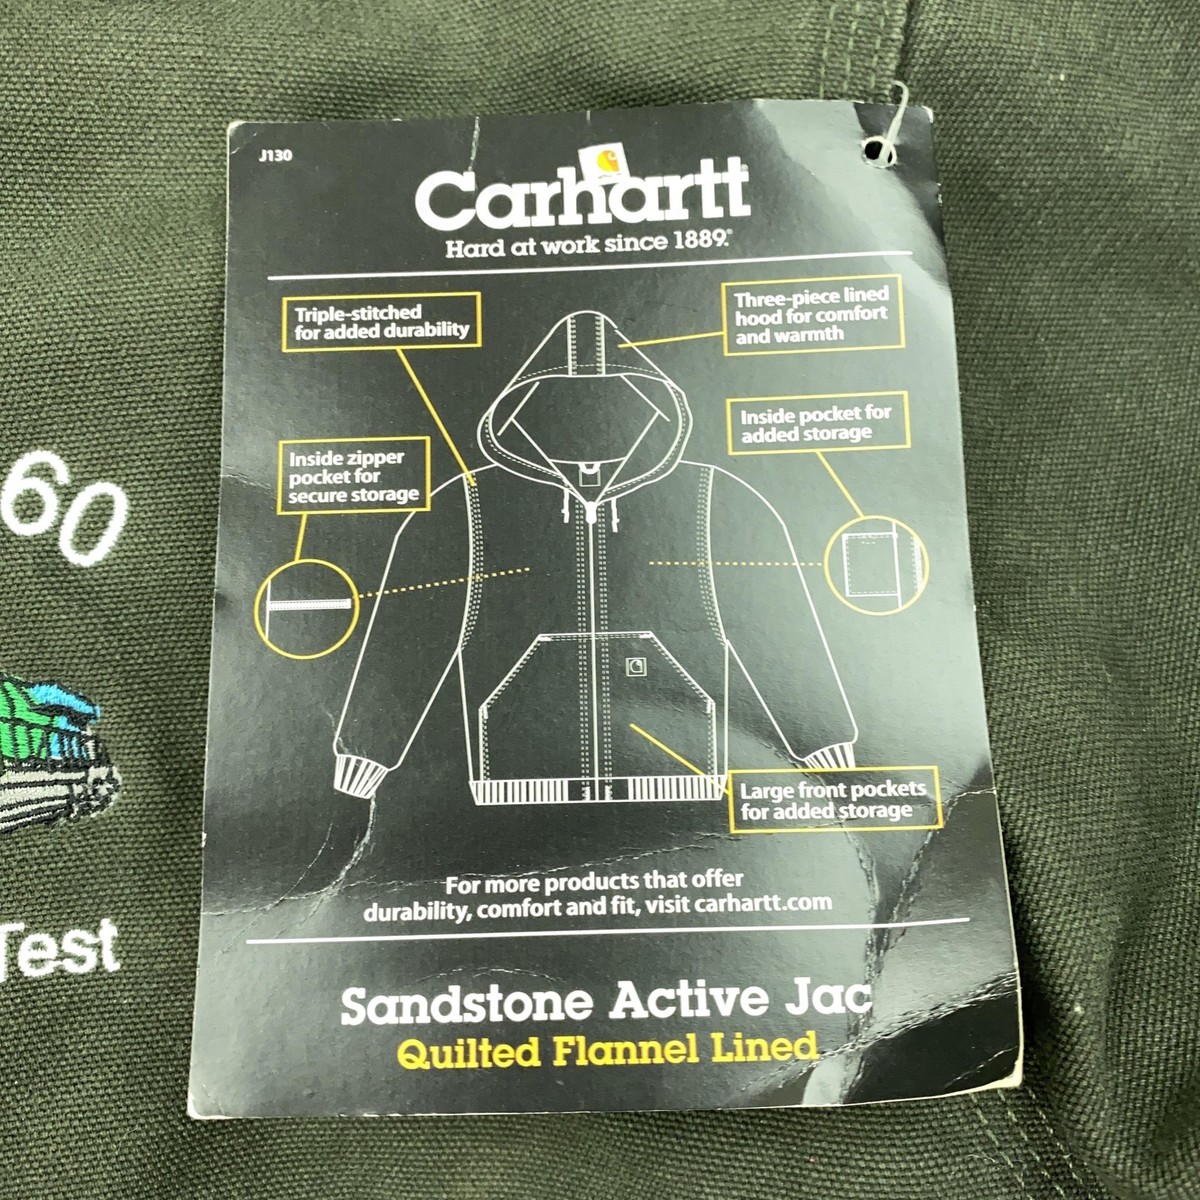 J130
Carhartt
Hard at work since 1889.®
Triple-stitched
for added durability
Three-piece lined
hood for comfort
and warmth
Inside pocket for
added storage
Inside zipper
pocket for
secure storage
60
Large front pockets
for added storage
For more products that offer
durability, comfort and fit, visit carhartt.com
Test
Sandstone Active Jac
Quilted Flannel Lined